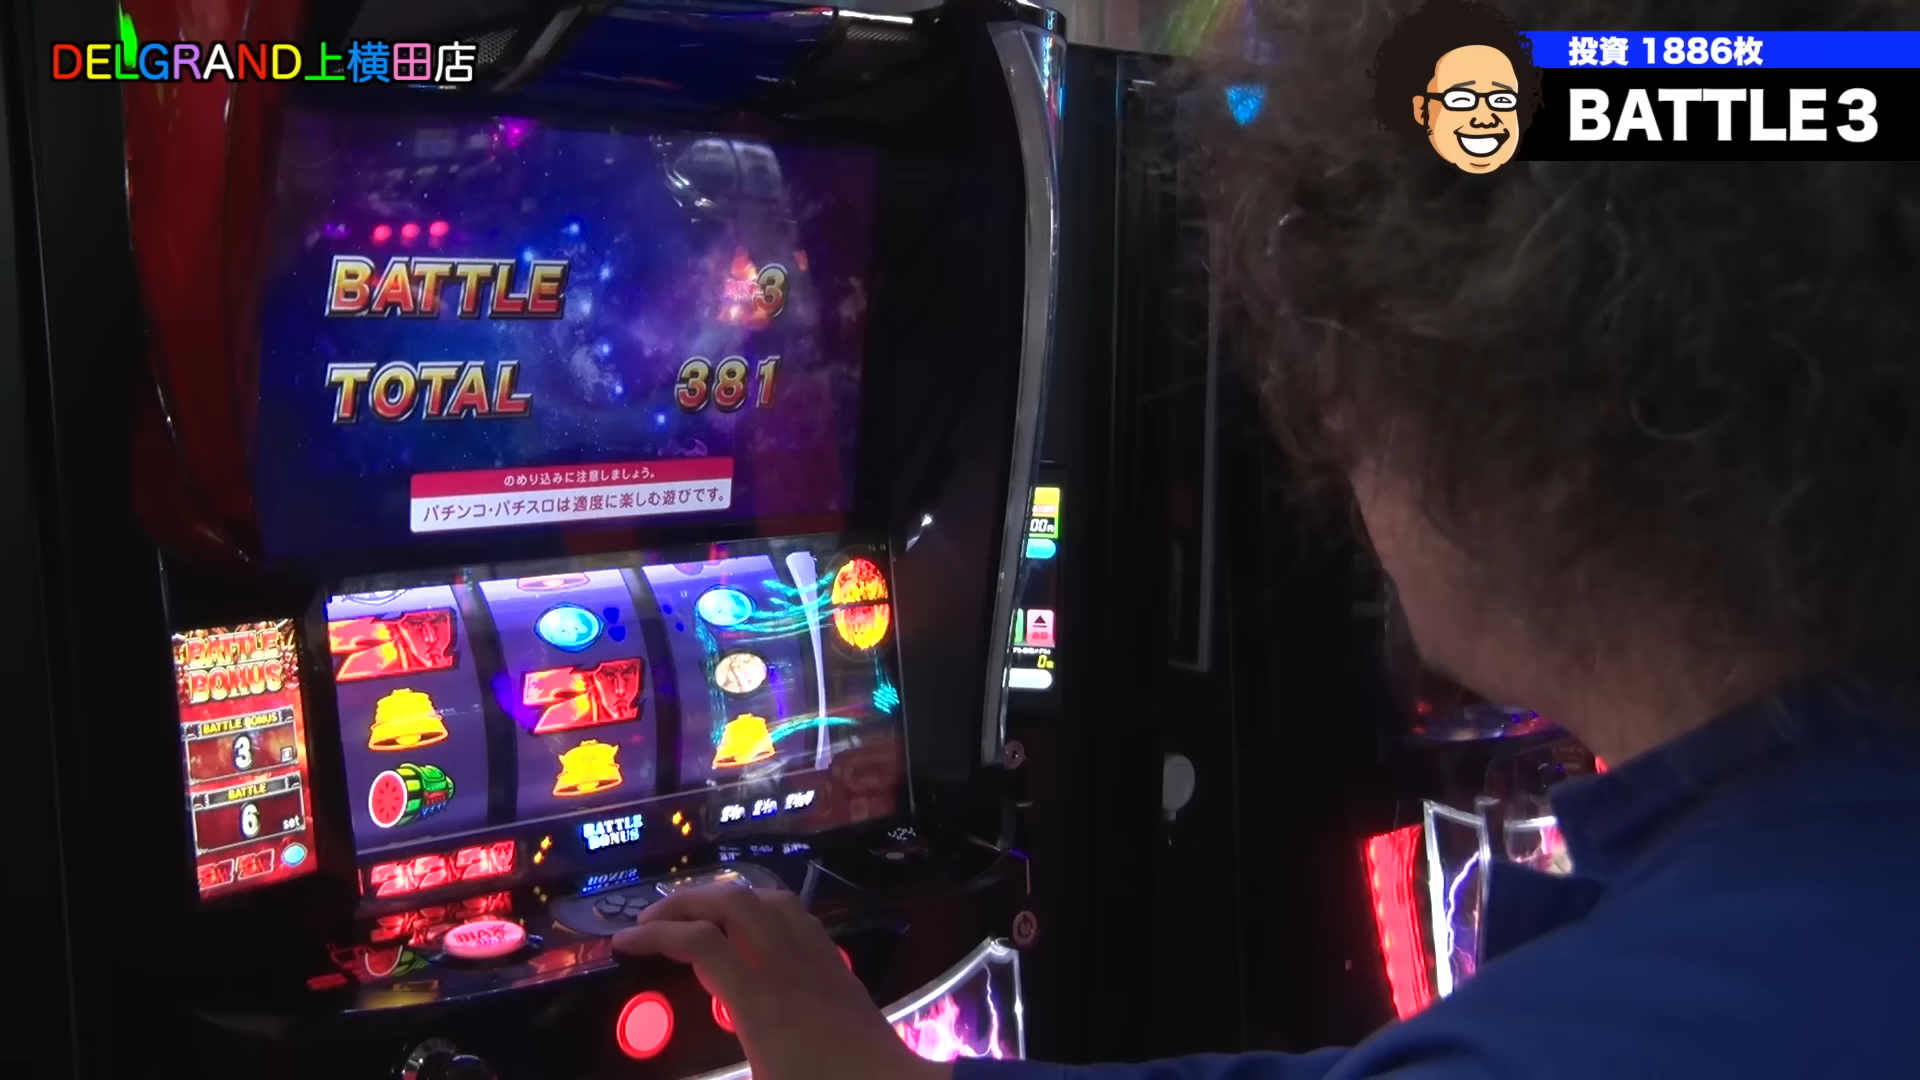 DELGRAND上横田店
投資 1886枚
BATTLE3
BATTLE 3
TOTAL 381
のめり込みに注意しましょう。
パチンコ・パチスロは適度に楽しむ遊びです。
BATTLE
BONUS
BATTLE BONUS
3
BATTLE
6 set
BATTLE
BONUS
MAX